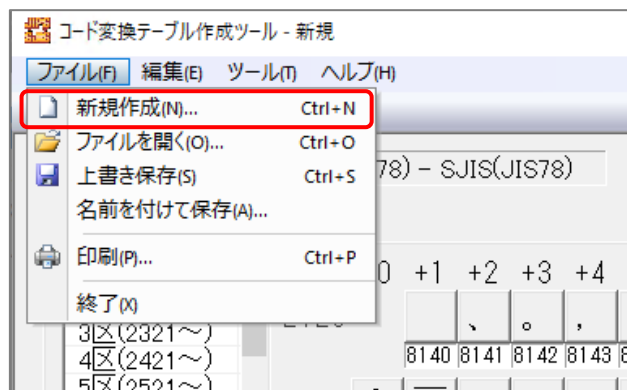 コード変換テーブル作成ツール - 新規
ファイル(F) 編集(E) ツール(T) ヘルプ(H)
新規作成(N)... Ctrl+N
ファイルを開く(O)... Ctrl+O
上書き保存(S) Ctrl+S
78) - SJIS(JIS78)
名前を付けて保存(A)...
印刷(P)... Ctrl+P
0 +1 +2 +3 +4
終了(X)
、 。 ,
3区(2321～)
8140 8141 8142 8143 8
4区(2421～)
5区(2521～)